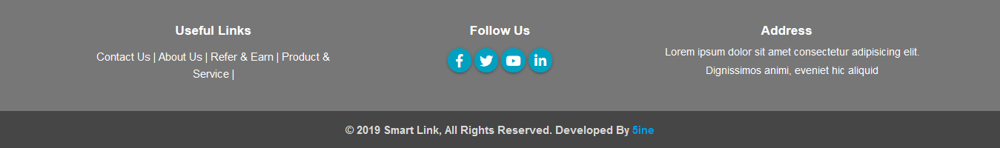 Useful Links
Contact Us | About Us | Refer & Earn | Product &
Service |
Follow Us
Address
Lorem ipsum dolor sit amet consectetur adipisicing elit.
Dignissimos animi, eveniet hic aliquid
© 2019 Smart Link, All Rights Reserved. Developed By 5ine